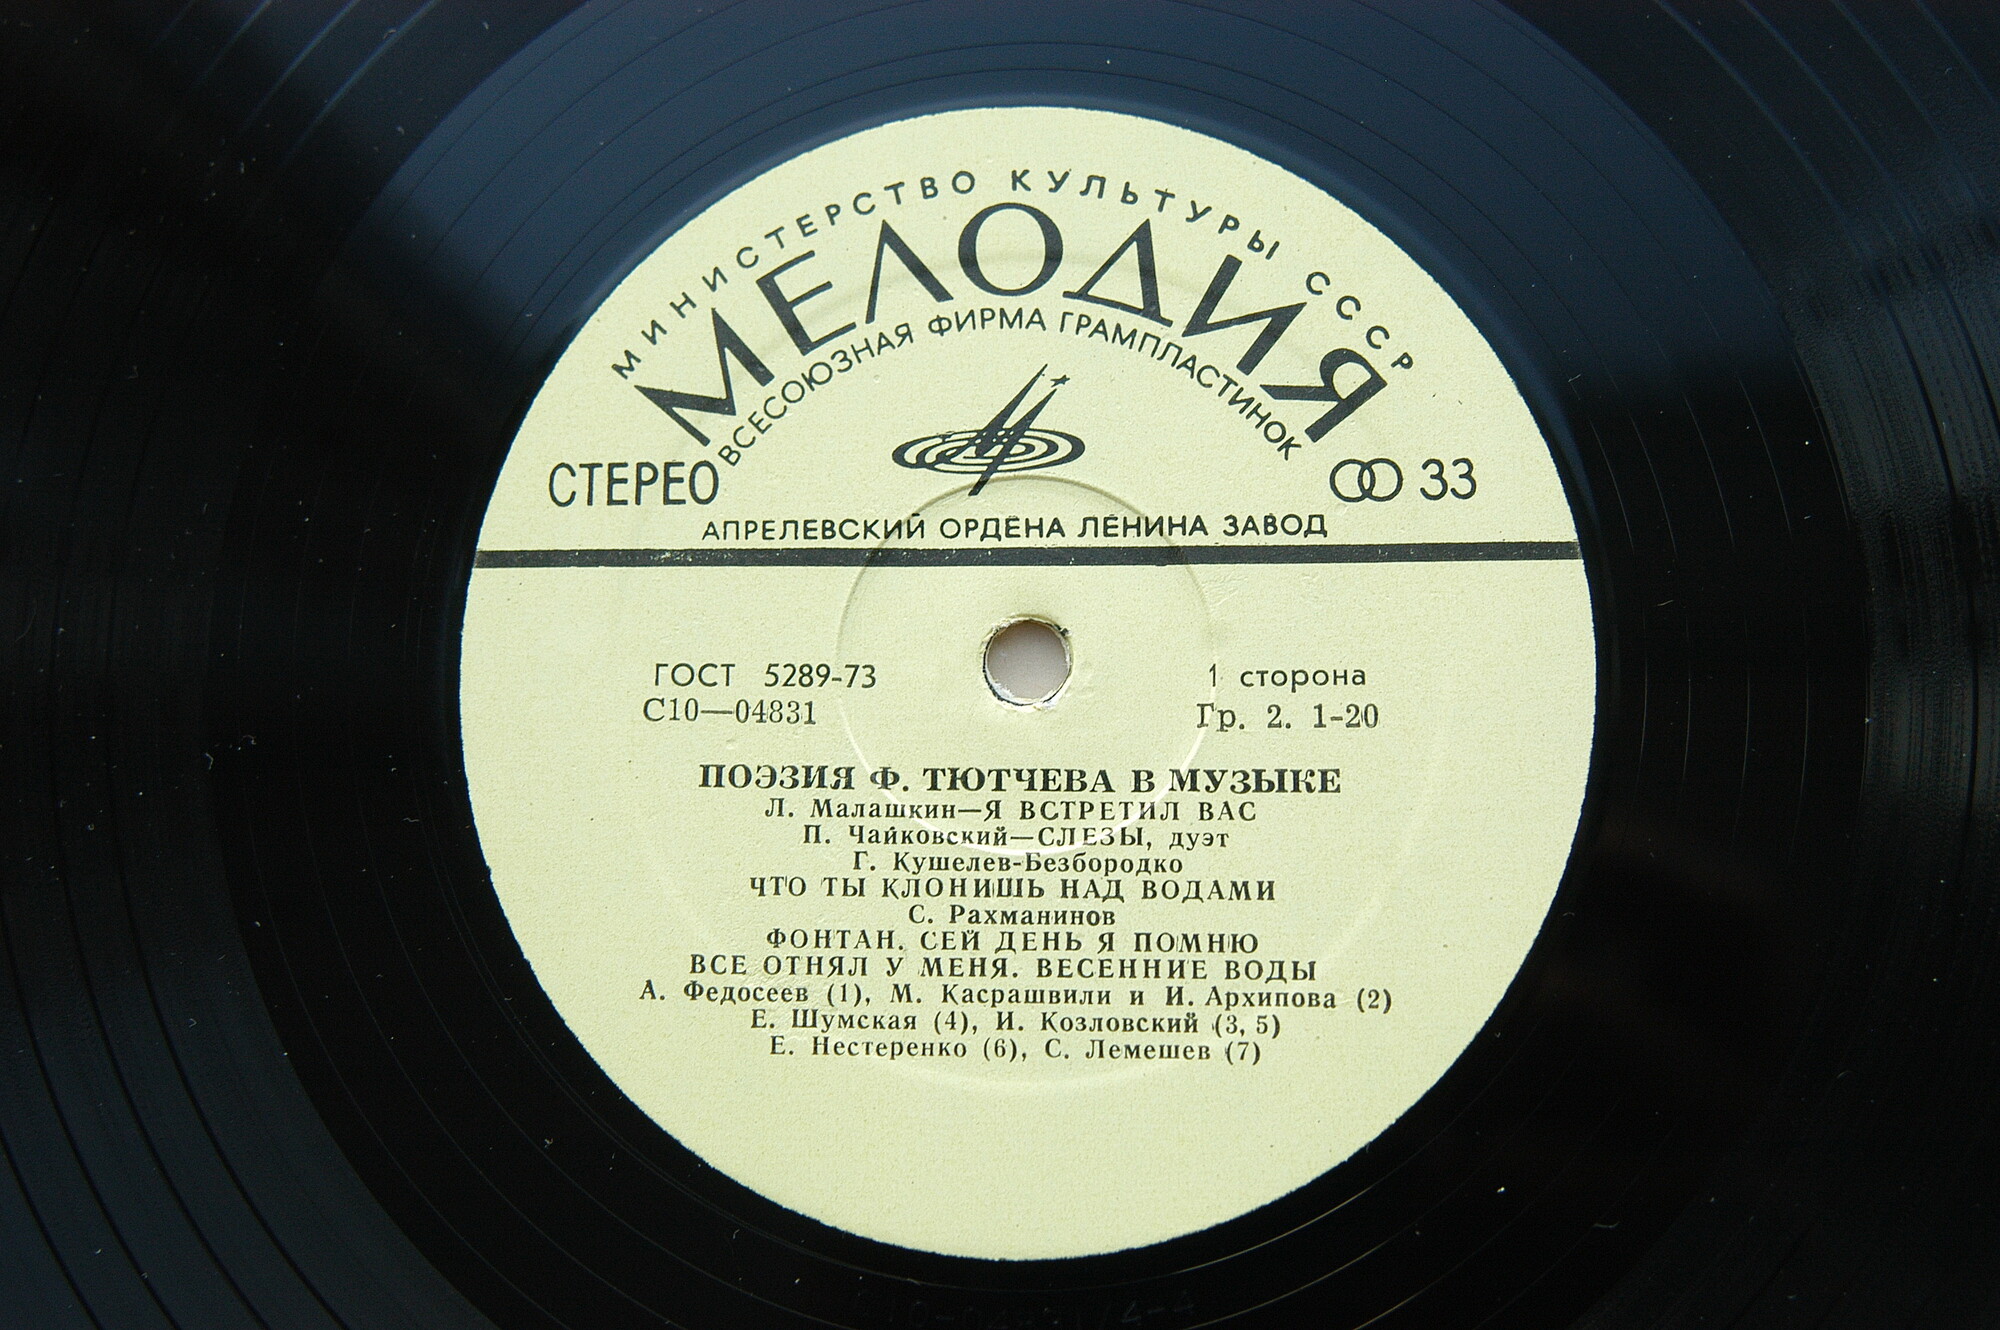 МИНИСТЕРСТВО КУЛЬТУРЫ СССР
МЕЛОДИЯ
ВСЕСОЮЗНАЯ ФИРМА ГРАМПЛАСТИНОК
СТЕРЕО
33
АПРЕЛЕВСКИЙ ОРДЕНА ЛЕНИНА ЗАВОД
ГОСТ 5289-73
1 сторона
С10—04831
Гр. 2. 1-20
ПОЭЗИЯ Ф. ТЮТЧЕВА В МУЗЫКЕ
Л. Малашкин—Я ВСТРЕТИЛ ВАС
П. Чайковский—СЛЕЗЫ, дуэт
Г. Кушелев-Безбородко
ЧТО ТЫ КЛОНИШЬ НАД ВОДАМИ
С. Рахманинов
ФОНТАН. СЕЙ ДЕНЬ Я ПОМНЮ
ВСЕ ОТНЯЛ У МЕНЯ. ВЕСЕННИЕ ВОДЫ
А. Федосеев (1), М. Касрашвили и И. Архипова (2)
Е. Шумская (4), И. Козловский (3, 5)
Е. Нестеренко (6), С. Лемешев (7)